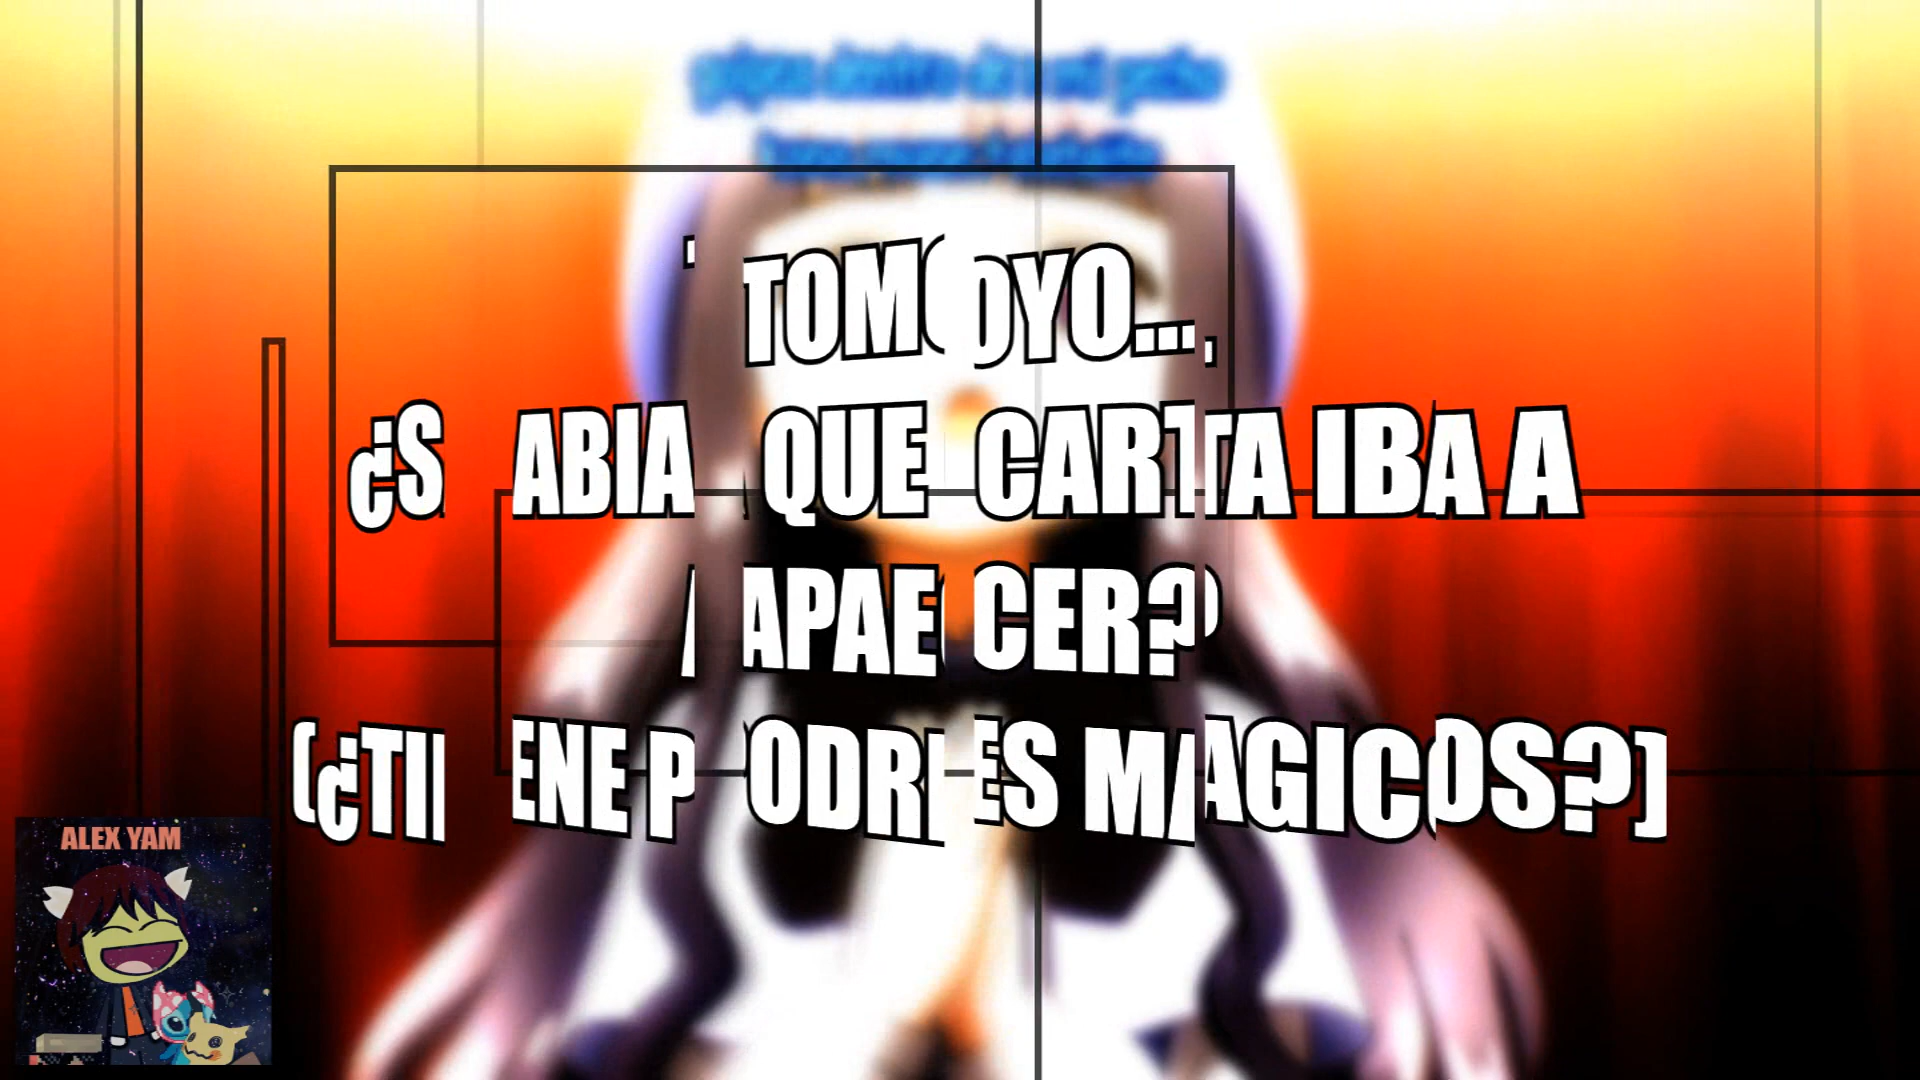 TOMOYO...
¿SABIA QUE CARTA IBA A
APAECER?
(¿TIENE PODRES MAGICOS?)
ALEX YAM